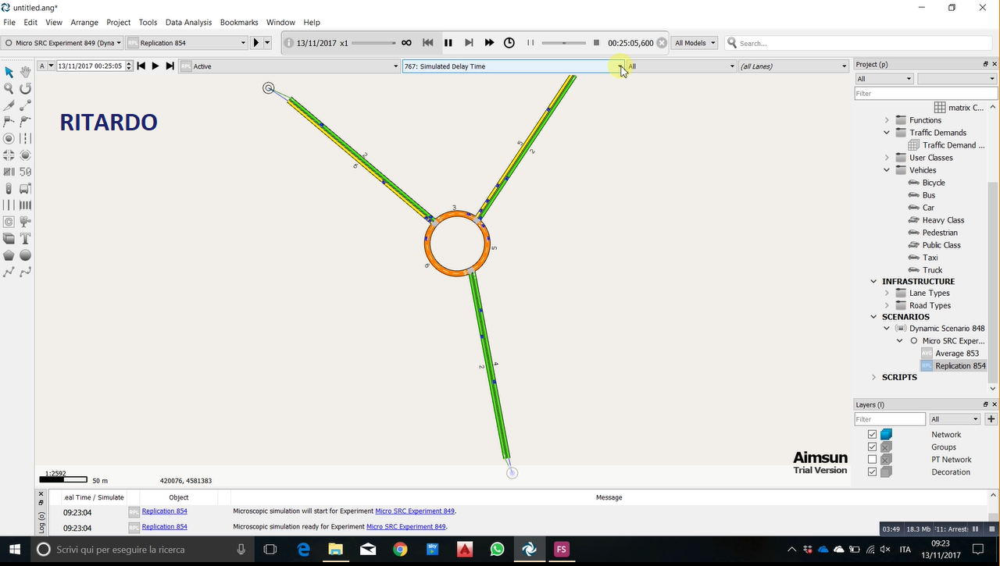 untitled.ang*
File Edit View Arrange Project Tools Data Analysis Bookmarks Window Help
Micro SRC Experiment 849 (Dyna Replication 854 13/11/2017 x1 00:25:05,600 All Models Search...
A 13/11/2017 00:25:05 RPL Active 767: Simulated Delay Time All (all Lanes)
RITARDO
2
6
5
2
3
5
6
4
2
50
1:2592
50 m 420076, 4581383
Aimsun
Trial Version
Project (p)
All
Filter
matrix C...
Functions
Traffic Demands
Traffic Demand ...
User Classes
Vehicles
Bicycle
Bus
Car
Heavy Class
Pedestrian
Public Class
Taxi
Truck
INFRASTRUCTURE
Lane Types
Road Types
SCENARIOS
Dynamic Scenario 848
Micro SRC Exper...
AVG Average 853
RPL Replication 854
SCRIPTS
Layers (l)
Filter All
Network
Groups
PT Network
Decoration
Log (o)
eal Time / Simulate Object Message
09:23:04 RPL Replication 854 Microscopic simulation will start for Experiment Micro SRC Experiment 849.
09:23:04 RPL Replication 854 Microscopic simulation ready for Experiment Micro SRC Experiment 849.
03:49 18.3 Mb F11: Arrest
Scrivi qui per eseguire la ricerca
sky
FS
ITA
09:23
13/11/2017